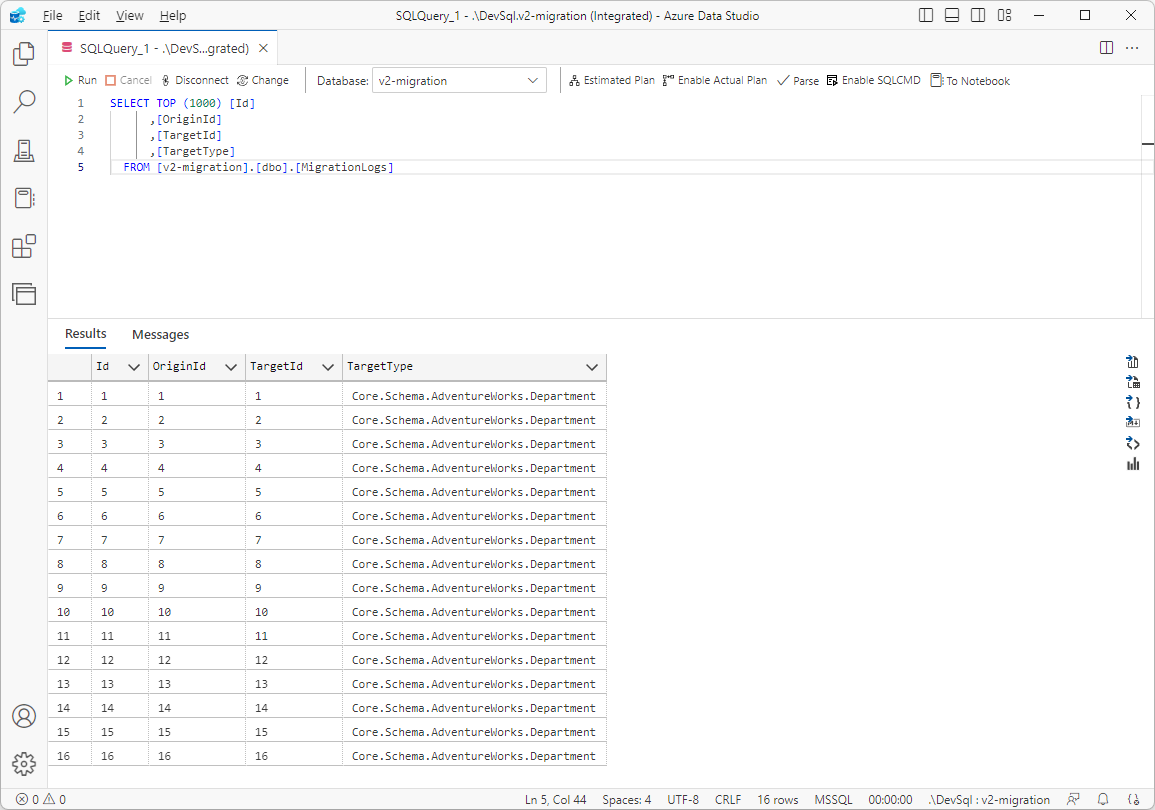 File Edit View Help SQLQuery_1 - .\DevSql.v2-migration (Integrated) - Azure Data Studio
SQLQuery_1 - .\DevS...grated)
Run Cancel Disconnect Change Database: v2-migration Estimated Plan Enable Actual Plan Parse Enable SQLCMD To Notebook
1 SELECT TOP (1000) [Id]
2 ,[OriginId]
3 ,[TargetId]
4 ,[TargetType]
5 FROM [v2-migration].[dbo].[MigrationLogs]
Results Messages
Id OriginId TargetId TargetType
1 1 1 1 Core.Schema.AdventureWorks.Department
2 2 2 2 Core.Schema.AdventureWorks.Department
3 3 3 3 Core.Schema.AdventureWorks.Department
4 4 4 4 Core.Schema.AdventureWorks.Department
5 5 5 5 Core.Schema.AdventureWorks.Department
6 6 6 6 Core.Schema.AdventureWorks.Department
7 7 7 7 Core.Schema.AdventureWorks.Department
8 8 8 8 Core.Schema.AdventureWorks.Department
9 9 9 9 Core.Schema.AdventureWorks.Department
10 10 10 10 Core.Schema.AdventureWorks.Department
11 11 11 11 Core.Schema.AdventureWorks.Department
12 12 12 12 Core.Schema.AdventureWorks.Department
13 13 13 13 Core.Schema.AdventureWorks.Department
14 14 14 14 Core.Schema.AdventureWorks.Department
15 15 15 15 Core.Schema.AdventureWorks.Department
16 16 16 16 Core.Schema.AdventureWorks.Department
0 0 Ln 5, Col 44 Spaces: 4 UTF-8 CRLF 16 rows MSSQL 00:00:00 .\DevSql : v2-migration